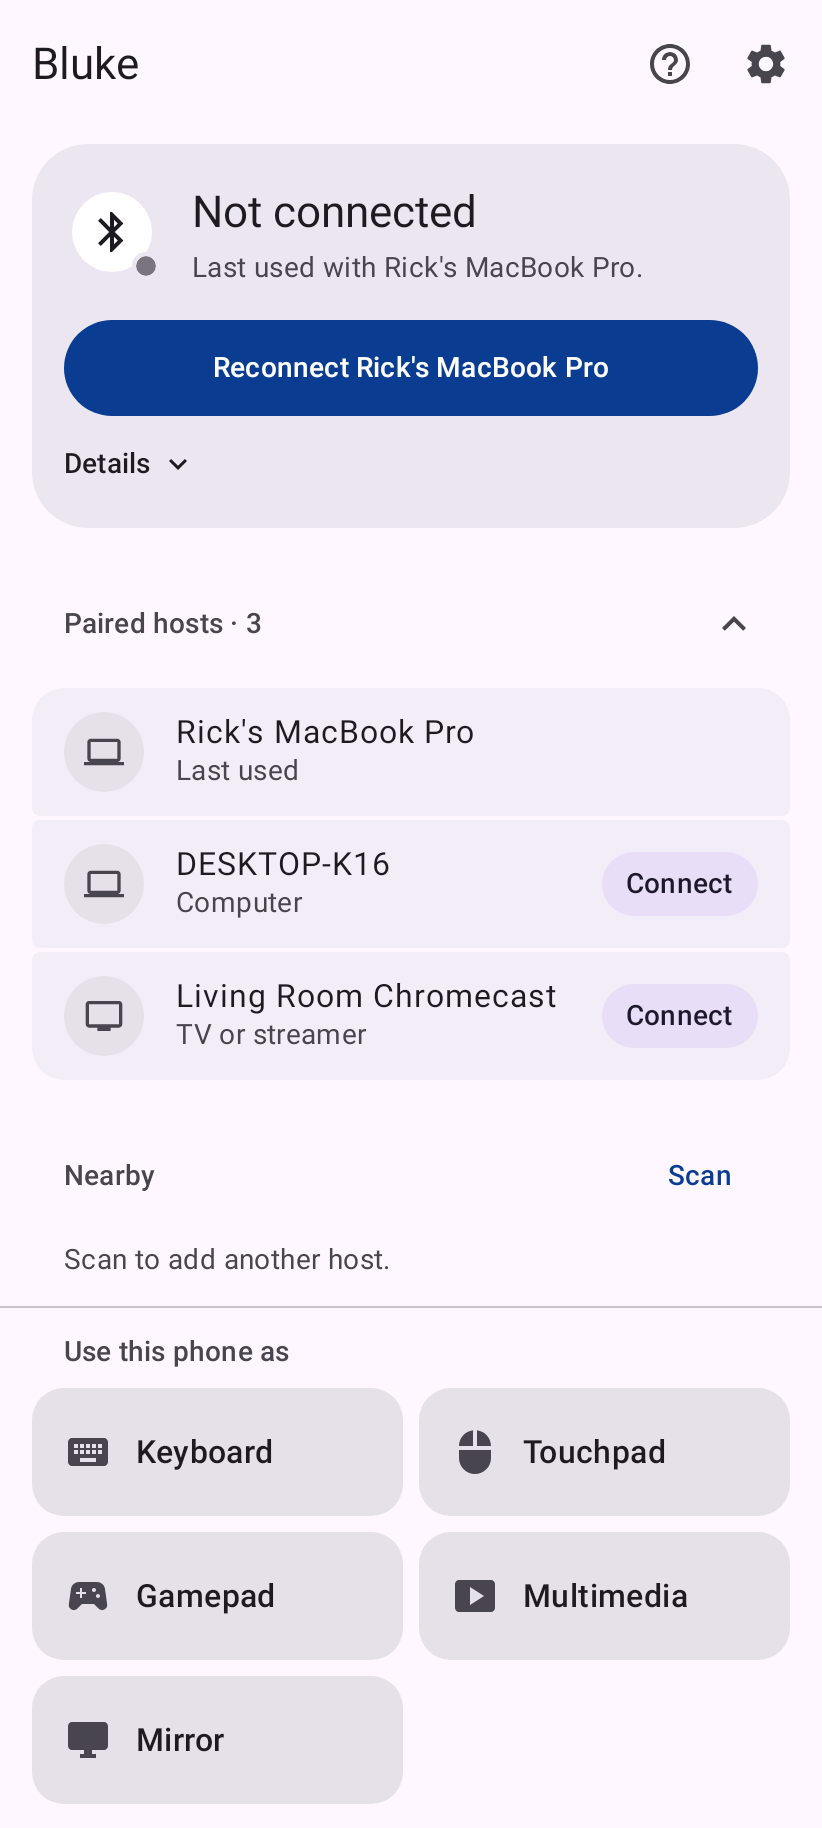 Bluke
Not connected
Last used with Rick's MacBook Pro.
Reconnect Rick's MacBook Pro
Details
Paired hosts · 3
Rick's MacBook Pro
Last used
DESKTOP-K16
Computer
Connect
Living Room Chromecast
TV or streamer
Connect
Nearby
Scan
Scan to add another host.
Use this phone as
Keyboard
Touchpad
Gamepad
Multimedia
Mirror